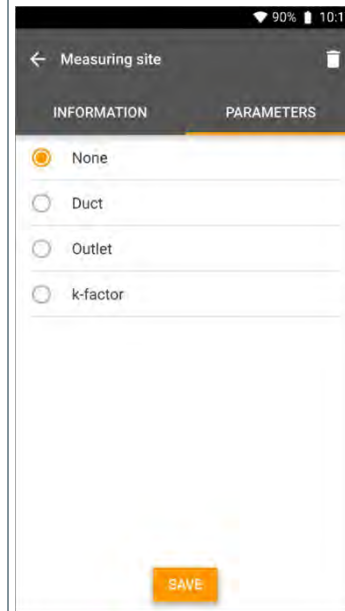 90% 10:1
Measuring site
INFORMATION PARAMETERS
None
Duct
Outlet
k-factor
SAVE